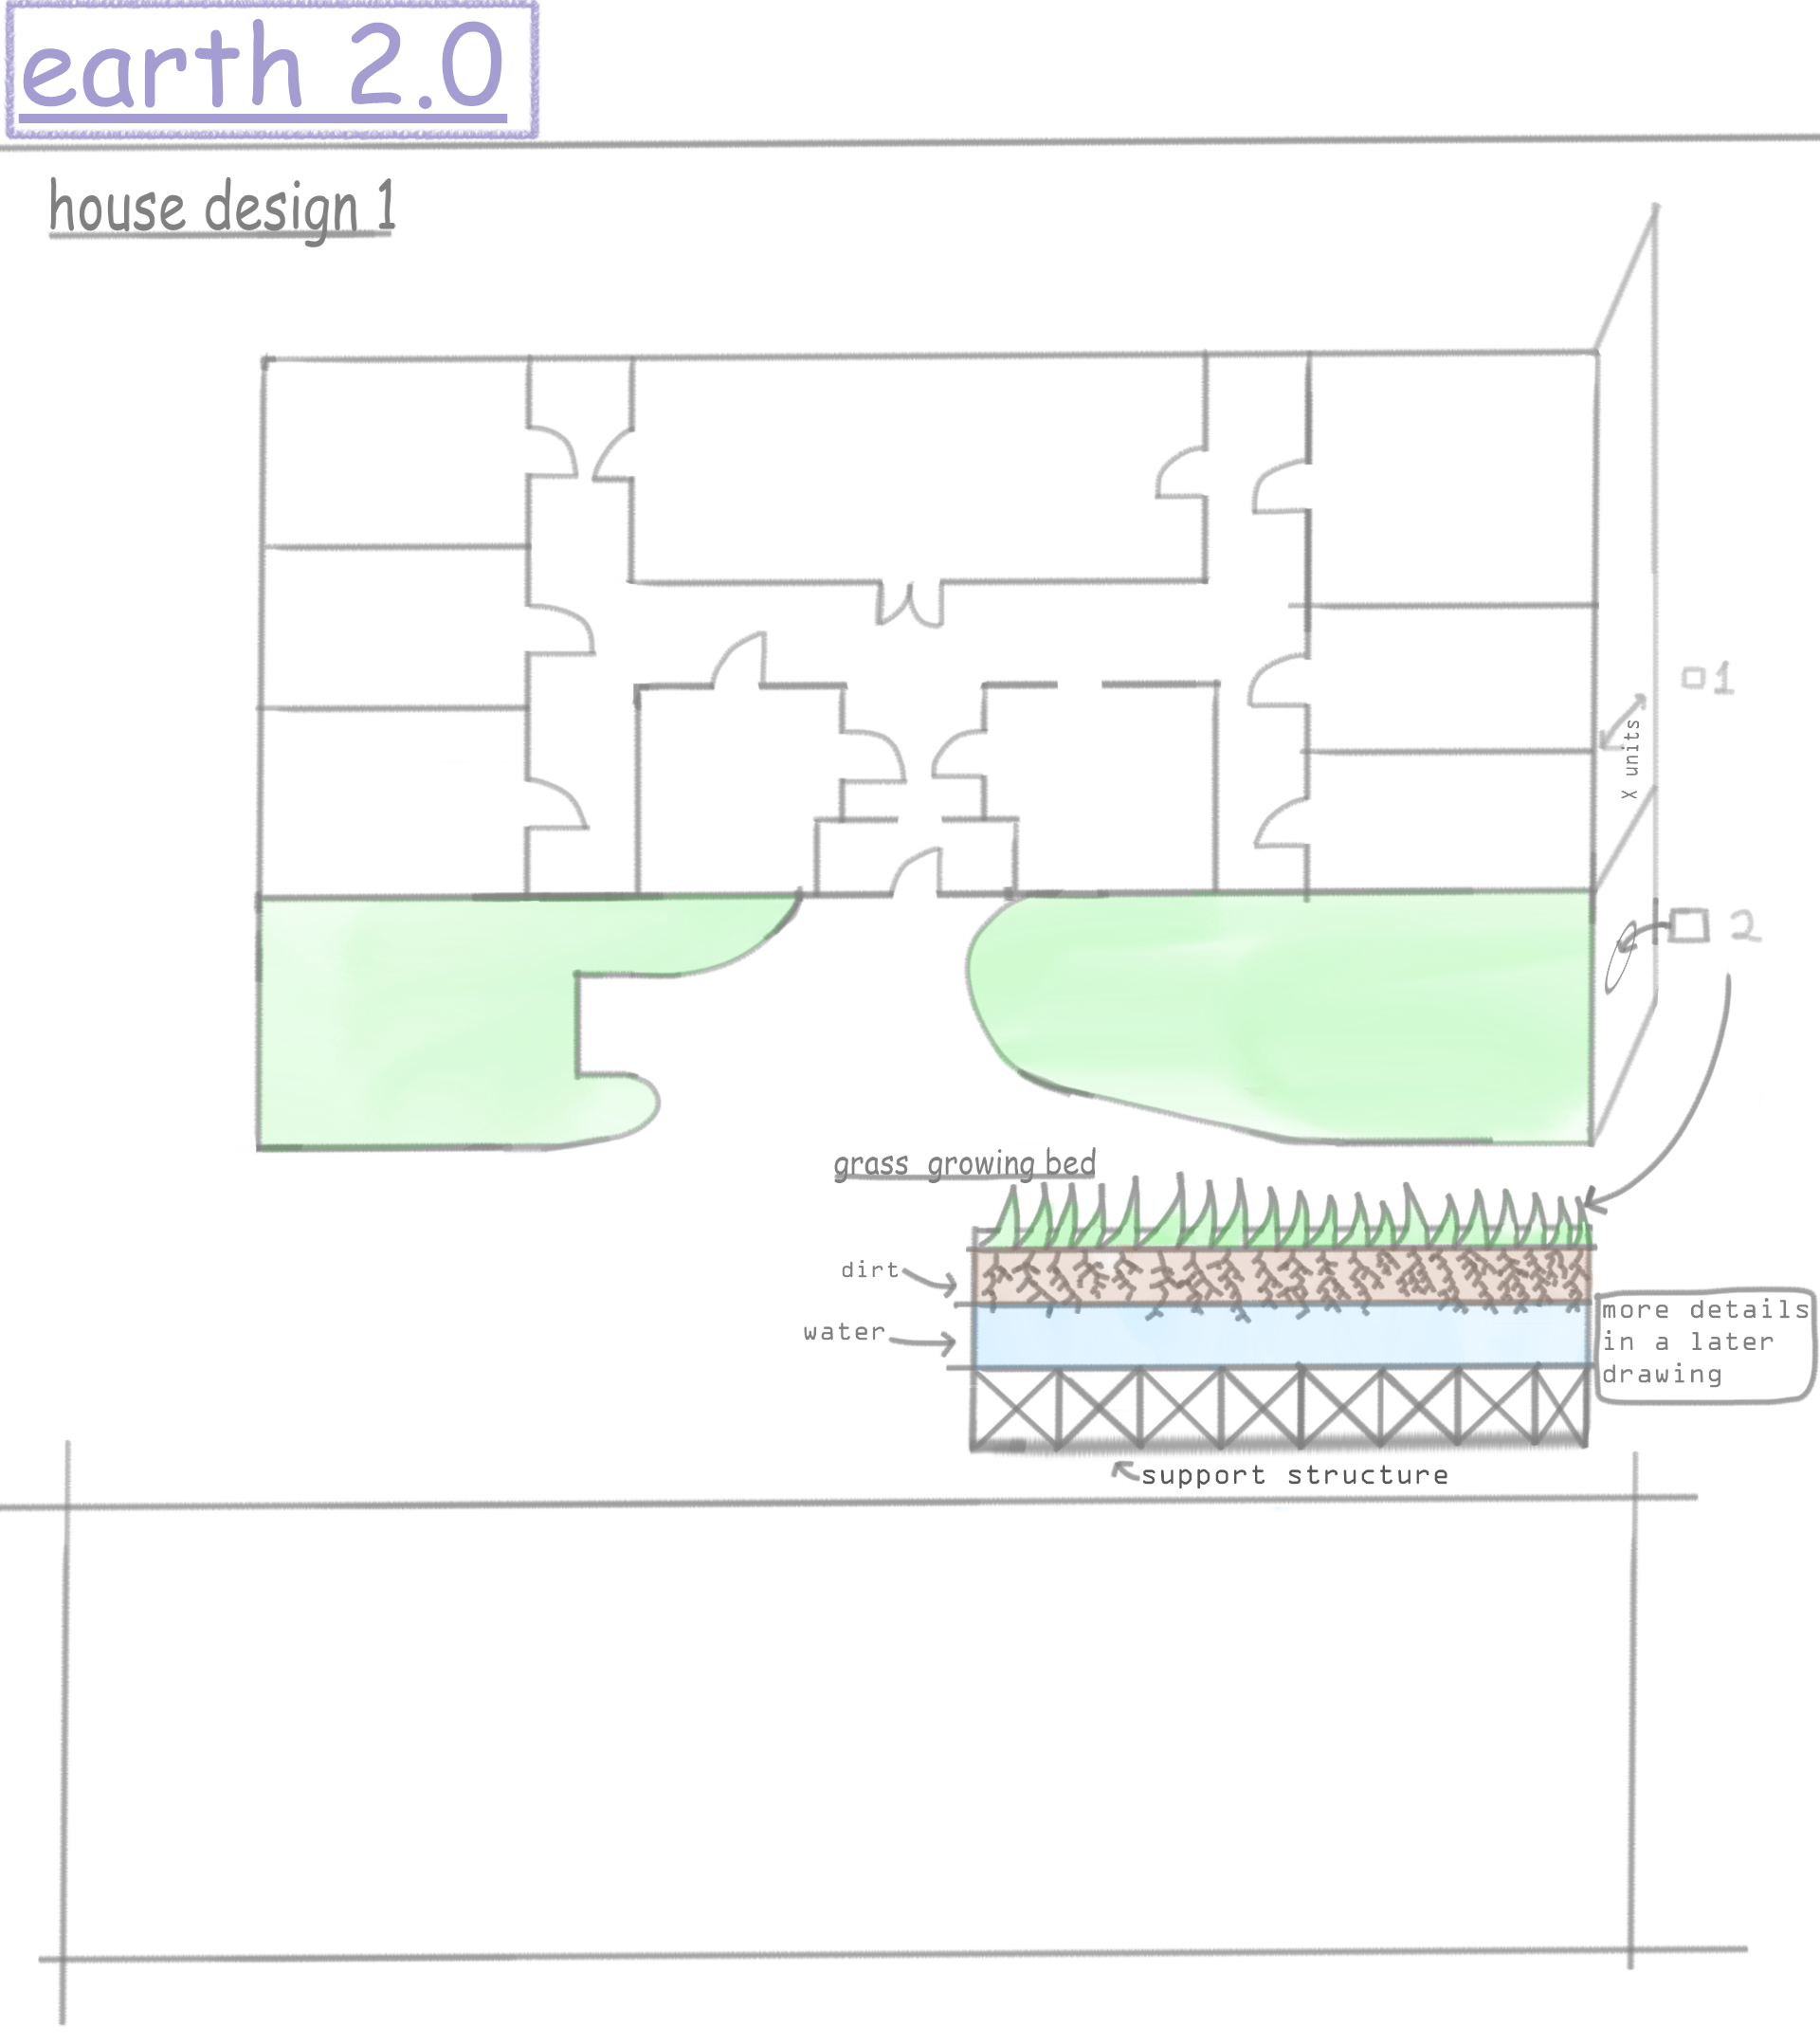 earth 2.0
house design 1
□1
X units
□ 2
grass growing bed
dirt
water
more details
in a later
drawing
support structure